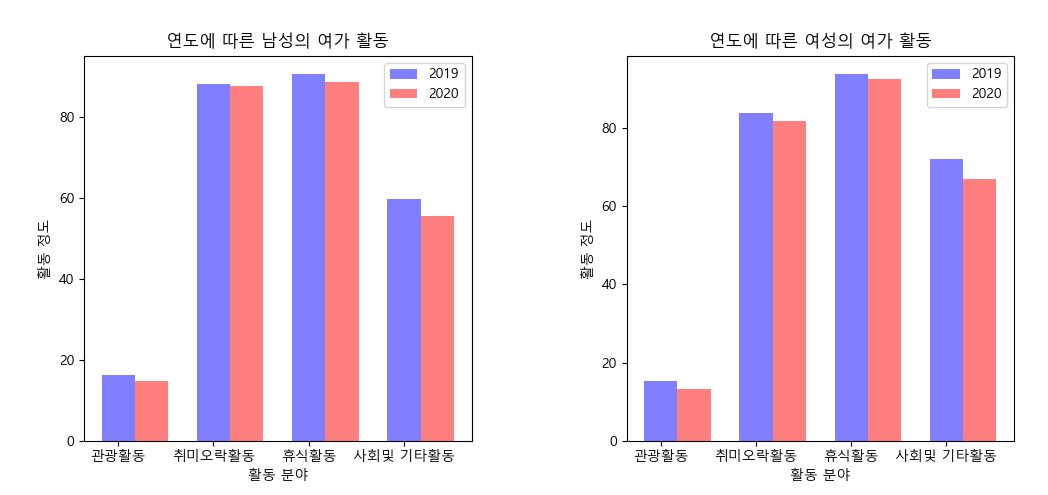 연도에 따른 남성의 여가 활동
2019
2020
80
60
40
20
0
활동 정도
관광활동 취미오락활동 휴식활동 사회및 기타활동
활동 분야
연도에 따른 여성의 여가 활동
2019
2020
80
60
40
20
0
활동 정도
관광활동 취미오락활동 휴식활동 사회및 기타활동
활동 분야